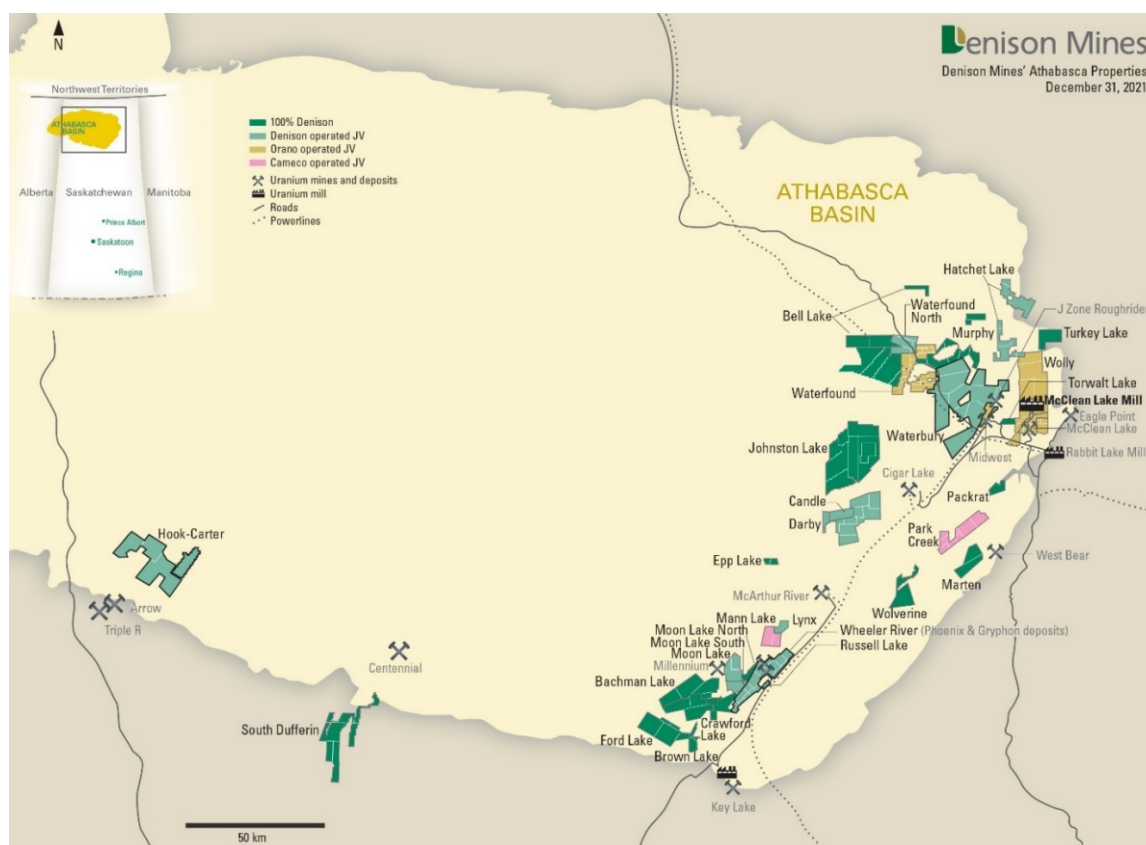 N
Denison Mines
Denison Mines' Athabasca Properties
December 31, 2021
Northwest Territories
ATHABASCA
BASIN
Alberta
Saskatchewan
Manitoba
Prince Albert
Saskatoon
Regina
100% Denison
Denison operated JV
Orano operated JV
Cameco operated JV
Uranium mines and deposits
Uranium mill
Roads
Powerlines
ATHABASCA
BASIN
Hatchet Lake
J Zone Roughrider
Waterfound
North
Bell Lake
Murphy
Turkey Lake
Wolly
Waterfound
Torwalt Lake
McClean Lake Mill
Eagle Point
McClean Lake
Waterbury
Midwest
Rabbit Lake Mill
Johnston Lake
Cigar Lake
Packrat
Candle
Darby
Park
Creek
West Bear
Marten
Hook-Carter
Epp Lake
McArthur River
Wolverine
Arrow
Triple R
Mann Lake
Lynx
Moon Lake North
Wheeler River (Phoenix & Gryphon deposits)
Moon Lake South
Russell Lake
Moon Lake
Millennium
Centennial
Bachman Lake
South Dufferin
Crawford
Lake
Ford Lake
Brown Lake
Key Lake
50 km